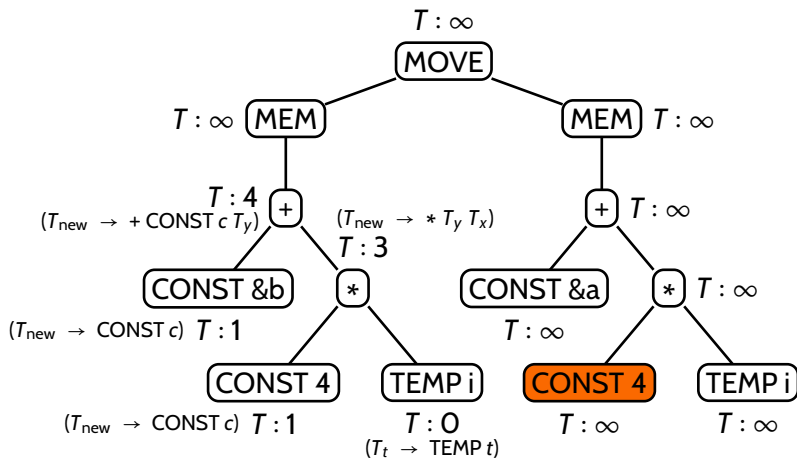 T : ∞
MOVE
T : ∞ MEM MEM T : ∞
T : 4
(T_new → + CONST c T_y) + (T_new → * T_y T_x) + T : ∞
T : 3
CONST &b * CONST &a * T : ∞
(T_new → CONST c) T : 1 T : ∞
CONST 4 TEMP i CONST 4 TEMP i
(T_new → CONST c) T : 1 T : 0 T : ∞ T : ∞
(T_t → TEMP t)